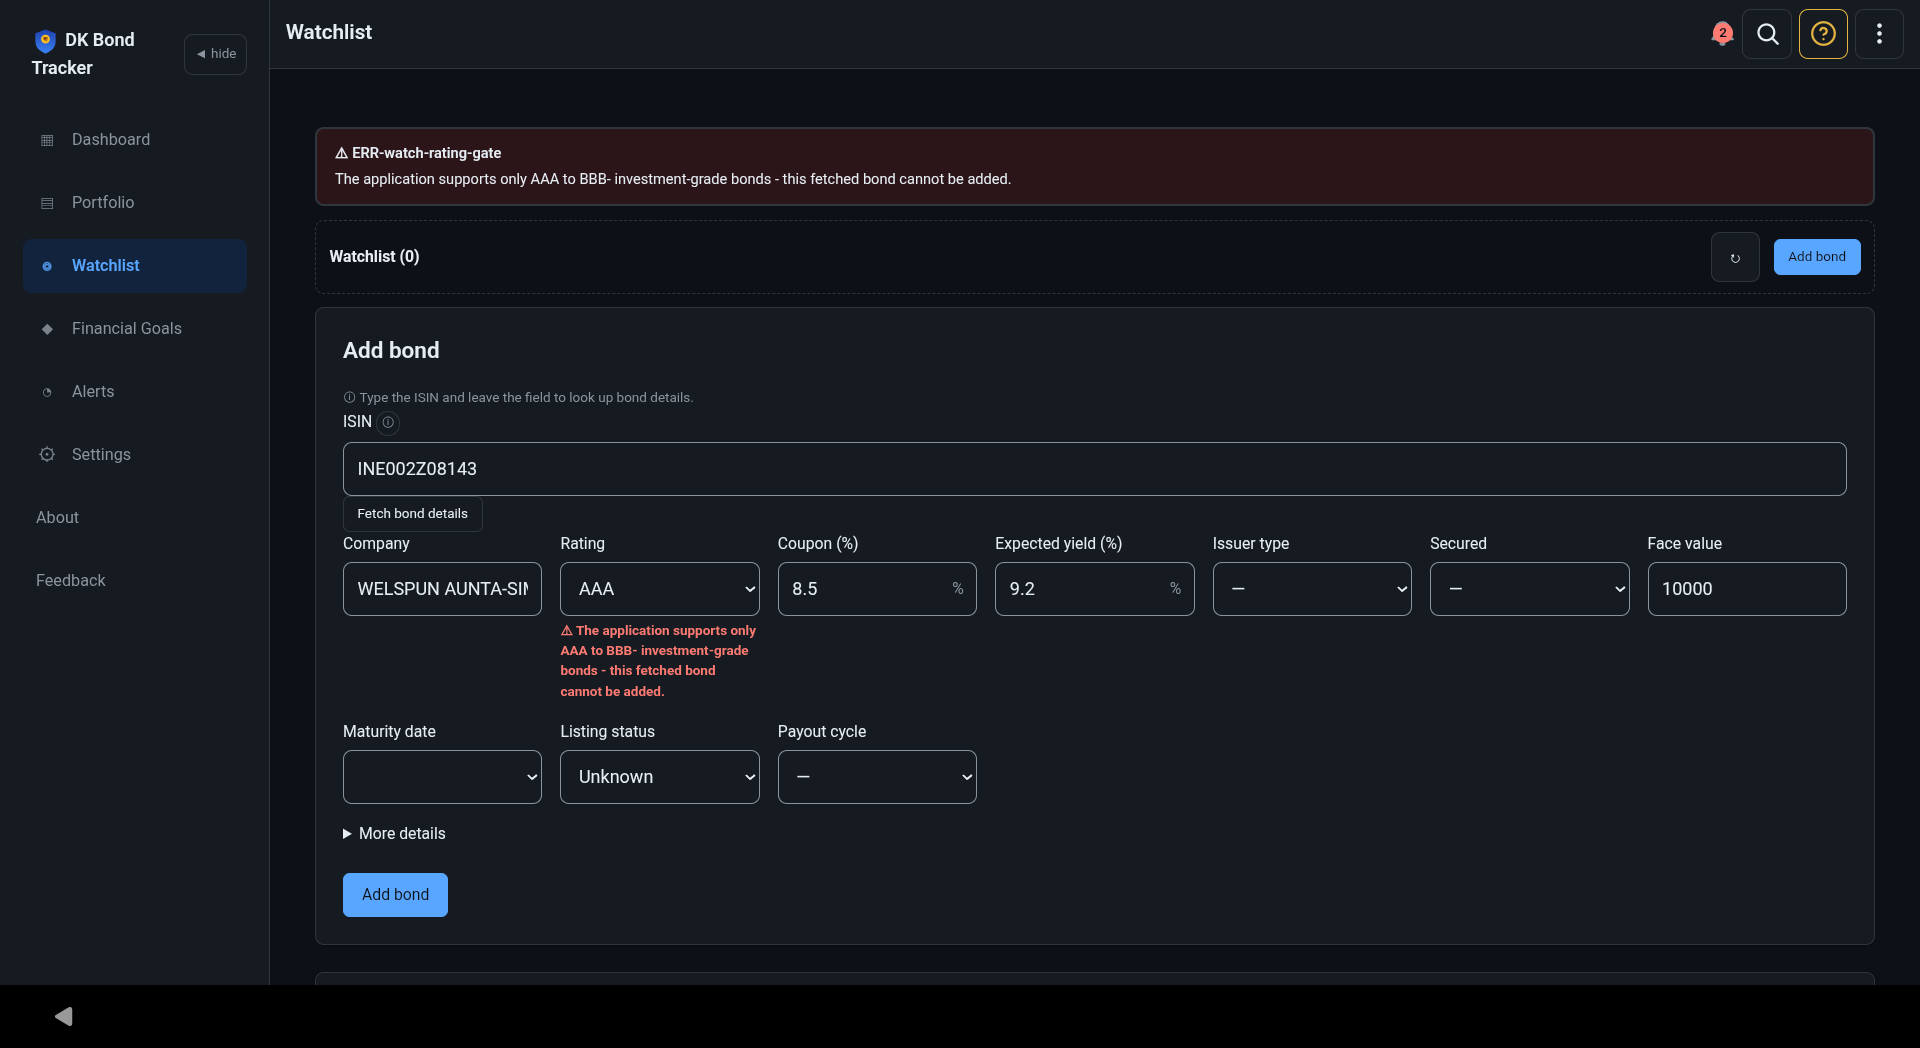 DK Bond
Tracker
◄ hide
Watchlist
2
Dashboard
Portfolio
Watchlist
Financial Goals
Alerts
Settings
About
Feedback
⚠ ERR-watch-rating-gate
The application supports only AAA to BBB- investment-grade bonds - this fetched bond cannot be added.
Watchlist (0)
↻ Add bond
Add bond
ⓘ Type the ISIN and leave the field to look up bond details.
ISIN ⓘ
INE002Z08143
Fetch bond details
Company Rating Coupon (%) Expected yield (%) Issuer type Secured Face value
WELSPUN AUNTA-SIM AAA 8.5 % 9.2 % — — 10000
⚠ The application supports only
AAA to BBB- investment-grade
bonds - this fetched bond
cannot be added.
Maturity date Listing status Payout cycle
Unknown —
▶ More details
Add bond